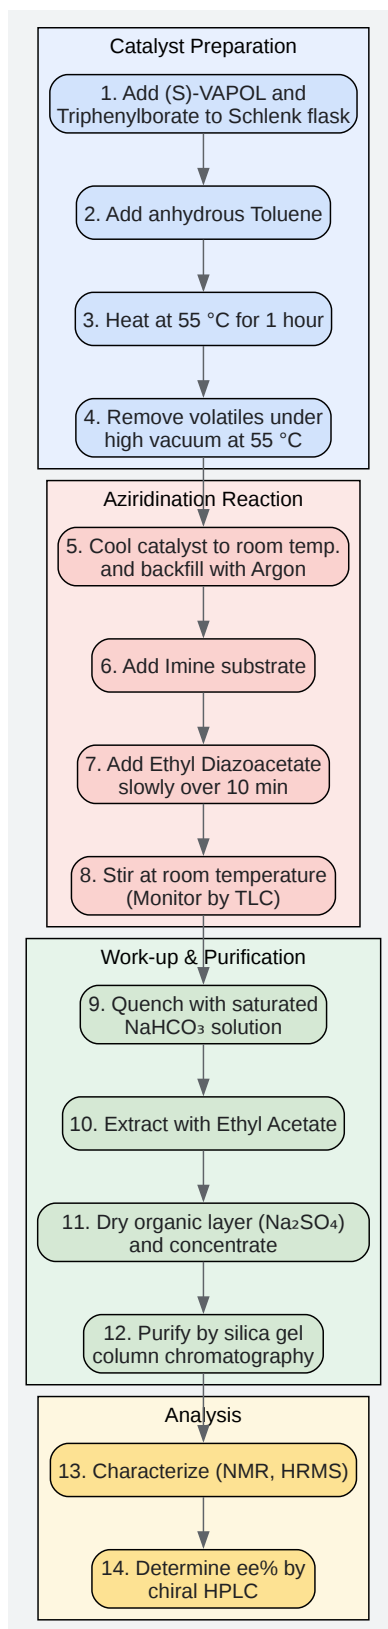 Catalyst Preparation
1. Add (S)-VAPOL and
Triphenylborate to Schlenk flask
2. Add anhydrous Toluene
3. Heat at 55 °C for 1 hour
4. Remove volatiles under
high vacuum at 55 °C
Aziridination Reaction
5. Cool catalyst to room temp.
and backfill with Argon
6. Add Imine substrate
7. Add Ethyl Diazoacetate
slowly over 10 min
8. Stir at room temperature
(Monitor by TLC)
Work-up & Purification
9. Quench with saturated
NaHCO₃ solution
10. Extract with Ethyl Acetate
11. Dry organic layer (Na₂SO₄)
and concentrate
12. Purify by silica gel
column chromatography
Analysis
13. Characterize (NMR, HRMS)
14. Determine ee% by
chiral HPLC